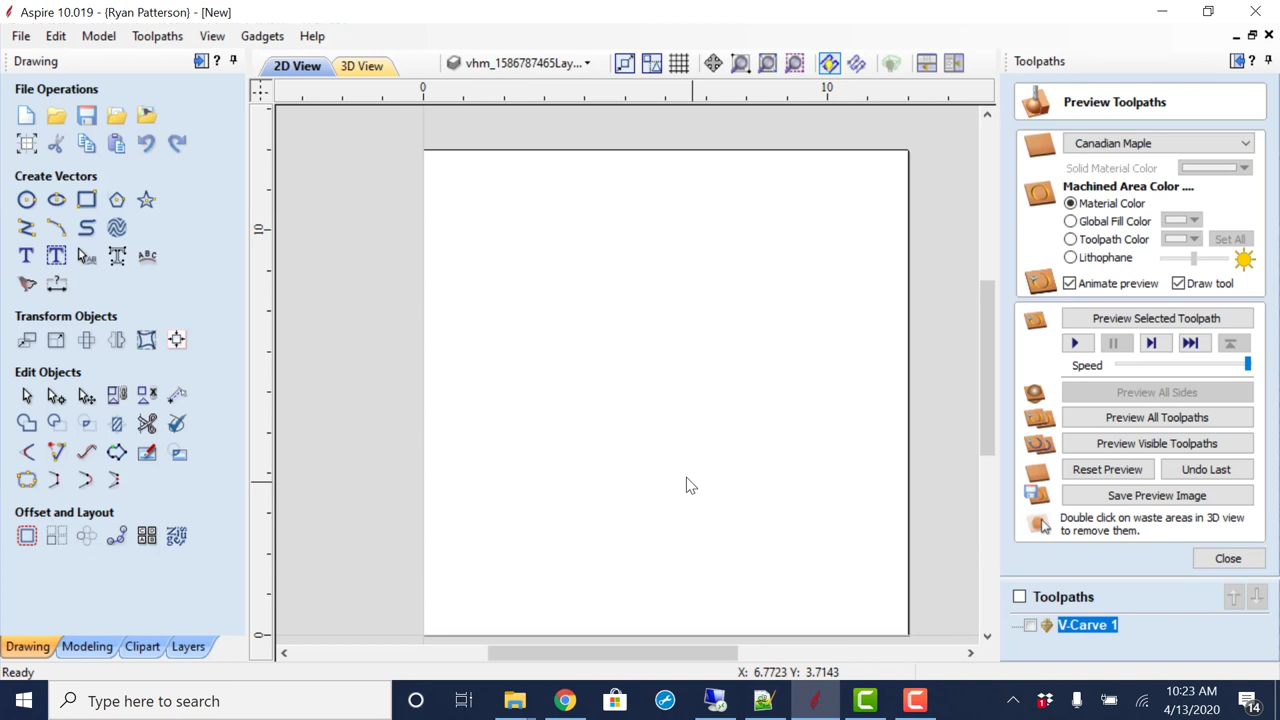 Aspire 10.019 - {Ryan Patterson} - [New]
File Edit Model Toolpaths View Gadgets Help
Drawing
2D View
3D View
vhm_1586787465Lay...
Toolpaths
File Operations
Create Vectors
Transform Objects
Edit Objects
Offset and Layout
Drawing Modeling Clipart Layers
0
10
10
0
Preview Toolpaths
Canadian Maple
Solid Material Color
Machined Area Color ....
Material Color
Global Fill Color
Toolpath Color
Set All
Lithophane
Animate preview
Draw tool
Preview Selected Toolpath
Speed
Preview All Sides
Preview All Toolpaths
Preview Visible Toolpaths
Reset Preview
Undo Last
Save Preview Image
Double click on waste areas in 3D view
to remove them.
Close
Toolpaths
V-Carve 1
Ready
X: 6.7723 Y: 3.7143
Type here to search
10:23 AM
4/13/2020
14